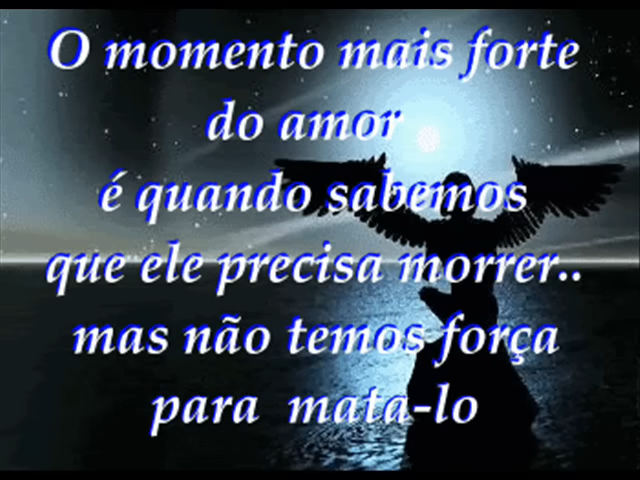 O momento mais forte
do amor
é quando sabemos
que ele precisa morrer..
mas não temos força
para mata-lo